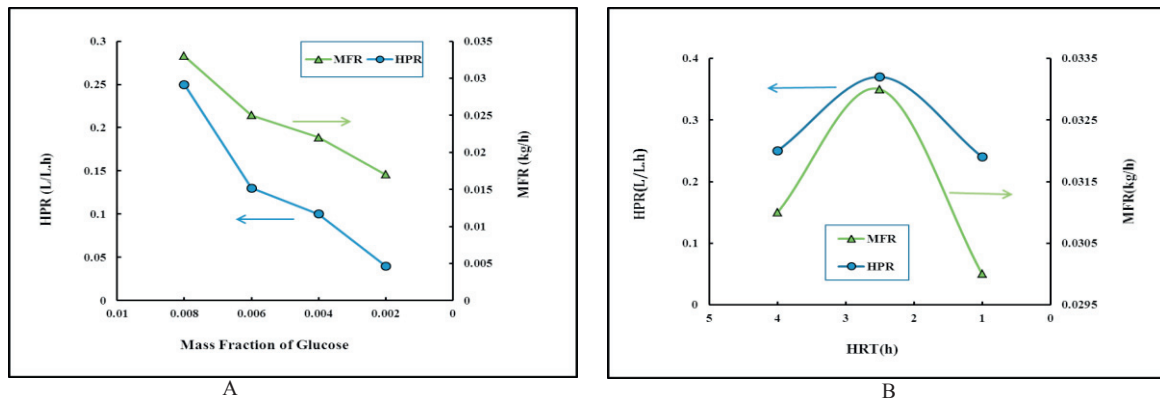 0.3
0.25
0.2
0.15
0.1
0.05
0
HPR (L/L.h)
0.035
0.03
0.025
0.02
0.015
0.01
0.005
0
MFR (kg/h)
MFR HPR
0.01 0.008 0.006 0.004 0.002 0
Mass Fraction of Glucose
A
0.4
0.3
0.2
0.1
0
HPR(L/L.h)
0.0335
0.0325
0.0315
0.0305
0.0295
MFR(kg/h)
MFR
HPR
5 4 3 2 1 0
HRT(h)
B